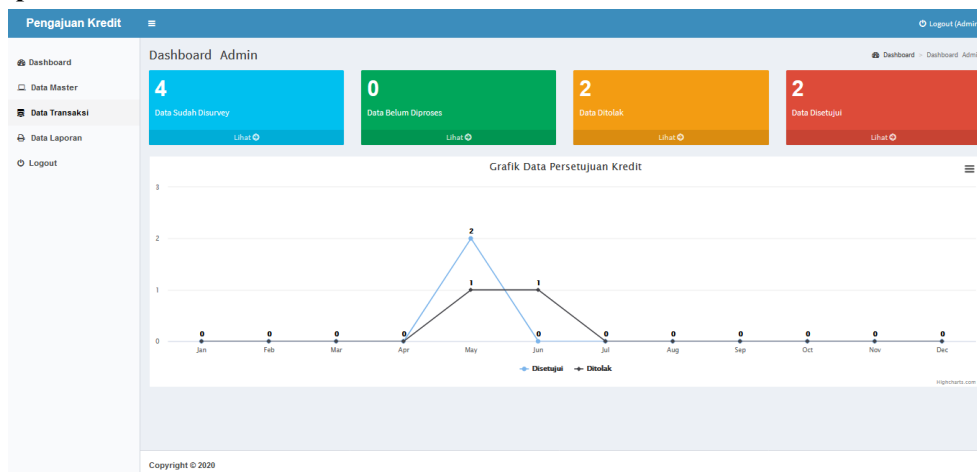 Pengajuan Kredit
Logout (Admin
Dashboard
Data Master
Data Transaksi
Data Laporan
Logout
Dashboard Admin
Dashboard > Dashboard Admi
4
Data Sudah Disurvey
Lihat
0
Data Belum Diproses
Lihat
2
Data Ditolak
Lihat
2
Data Disetujui
Lihat
Grafik Data Persetujuan Kredit
3
2
1
0
2
1 1
0 0 0 0 0 0 0 0 0 0 0
Jan Feb Mar Apr May Jun Jul Aug Sep Oct Nov Dec
Disetujui Ditolak
Highcharts.com
Copyright © 2020